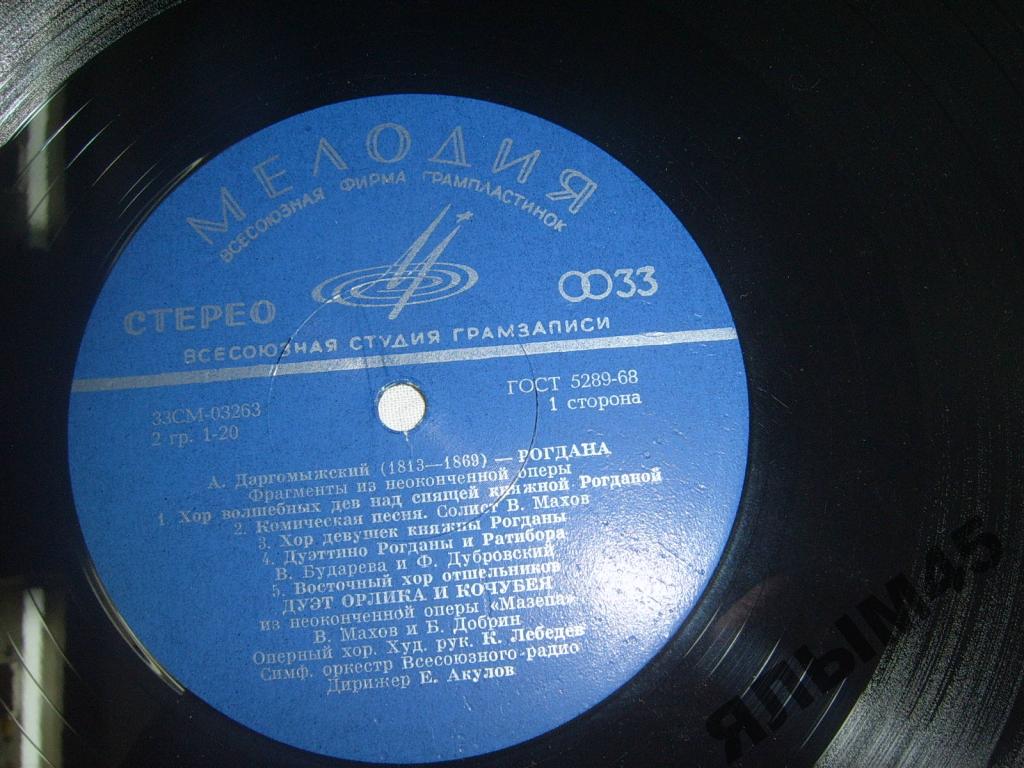 МЕЛОДИЯ
ВСЕСОЮЗНАЯ ФИРМА ГРАМПЛАСТИНОК
СТЕРЕО
33
ВСЕСОЮЗНАЯ СТУДИЯ ГРАМЗАПИСИ
33СМ-03263
2 гр. 1-20
ГОСТ 5289-68
1 сторона
А. Даргомыжский (1813—1869) — РОГДАНА
Фрагменты из неоконченной оперы
1. Хор волшебных дев над спящей княжной Рогданой
2. Комическая песня. Солист В. Махов
3. Хор девушек княжны Рогданы
4. Дуэттино Рогданы и Ратибора
В. Бударева и Ф. Дубровский
5. Восточный хор отшельников
ДУЭТ ОРЛИКА И КОЧУБЕЯ
из неоконченной оперы «Мазепа»
В. Махов и Б. Добрин
Оперный хор. Худ. рук. К. Лебедев
Симф. оркестр Всесоюзного радио
Дирижер Е. Акулов
ЯЛЫМ45